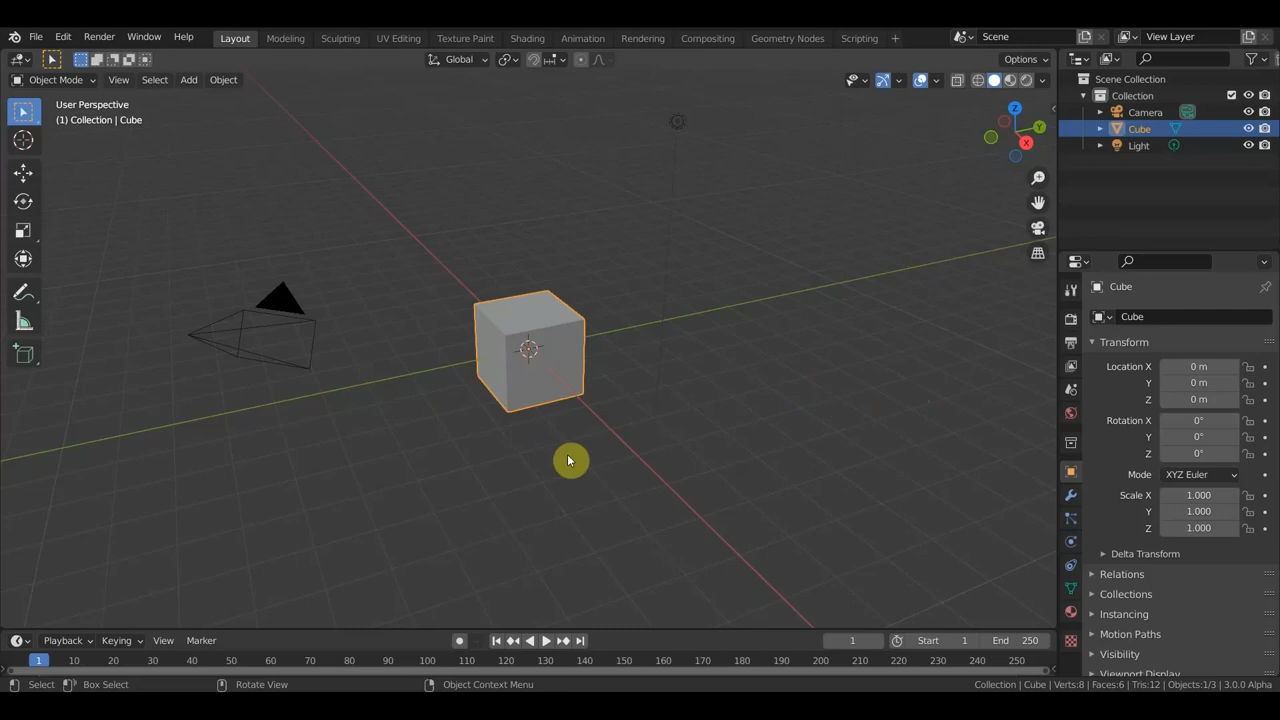 File Edit Render Window Help Layout Modeling Sculpting UV Editing Texture Paint Shading Animation Rendering Compositing Geometry Nodes Scripting + Scene View Layer
Global Options
Object Mode View Select Add Object
User Perspective
(1) Collection | Cube
Z
Y
X
Scene Collection
Collection
Camera
Cube
Light
Cube
Cube
Transform
Location X 0 m
Y 0 m
Z 0 m
Rotation X 0°
Y 0°
Z 0°
Mode XYZ Euler
Scale X 1.000
Y 1.000
Z 1.000
Delta Transform
Relations
Collections
Instancing
Motion Paths
Visibility
Viewport Display
Playback Keying View Marker 1 Start 1 End 250
1 10 20 30 40 50 60 70 80 90 100 110 120 130 140 150 160 170 180 190 200 210 220 230 240 250
Select Box Select Rotate View Object Context Menu Collection | Cube | Verts:8 | Faces:6 | Tris:12 | Objects:1/3 | 3.0.0 Alpha